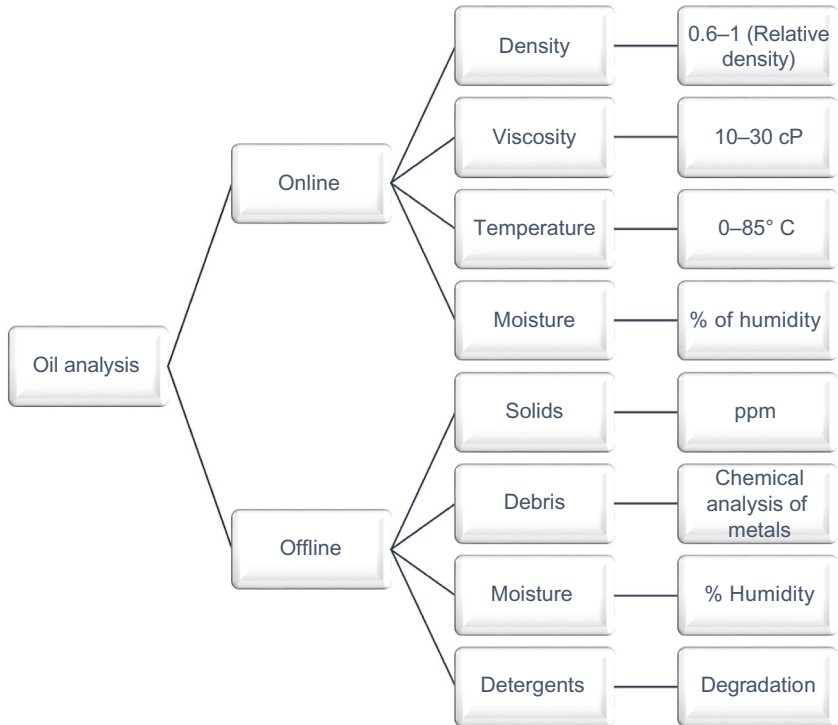 Oil analysis
Online
Density
0.6–1 (Relative
density)
Viscosity
10–30 cP
Temperature
0–85° C
Moisture
% of humidity
Offline
Solids
ppm
Debris
Chemical
analysis of
metals
Moisture
% Humidity
Detergents
Degradation